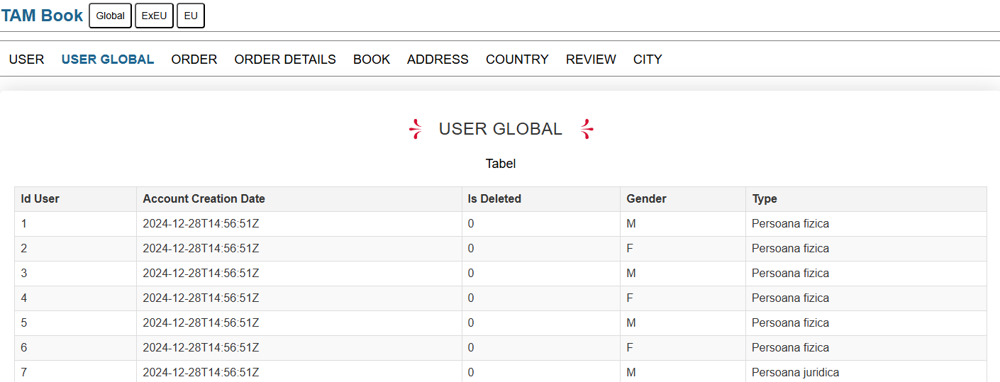 TAM Book Global ExEU EU
USER USER GLOBAL ORDER ORDER DETAILS BOOK ADDRESS COUNTRY REVIEW CITY
USER GLOBAL
Tabel
Id User Account Creation Date Is Deleted Gender Type
1 2024-12-28T14:56:51Z 0 M Persoana fizica
2 2024-12-28T14:56:51Z 0 F Persoana fizica
3 2024-12-28T14:56:51Z 0 M Persoana fizica
4 2024-12-28T14:56:51Z 0 F Persoana fizica
5 2024-12-28T14:56:51Z 0 M Persoana fizica
6 2024-12-28T14:56:51Z 0 F Persoana fizica
7 2024-12-28T14:56:51Z 0 M Persoana juridica